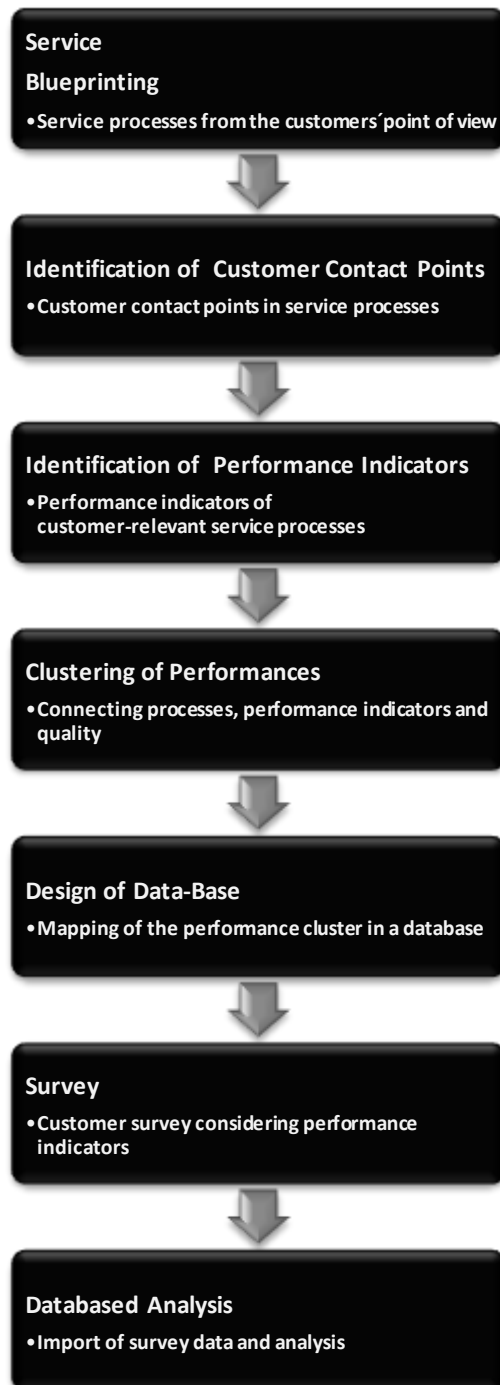 Service
Blueprinting
•Service processes from the customers´point of view
Identification of Customer Contact Points
•Customer contact points in service processes
Identification of Performance Indicators
•Performance indicators of
customer-relevant service processes
Clustering of Performances
•Connecting processes, performance indicators and
quality
Design of Data-Base
•Mapping of the performance cluster in a database
Survey
•Customer survey considering performance
indicators
Databased Analysis
•Import of survey data and analysis